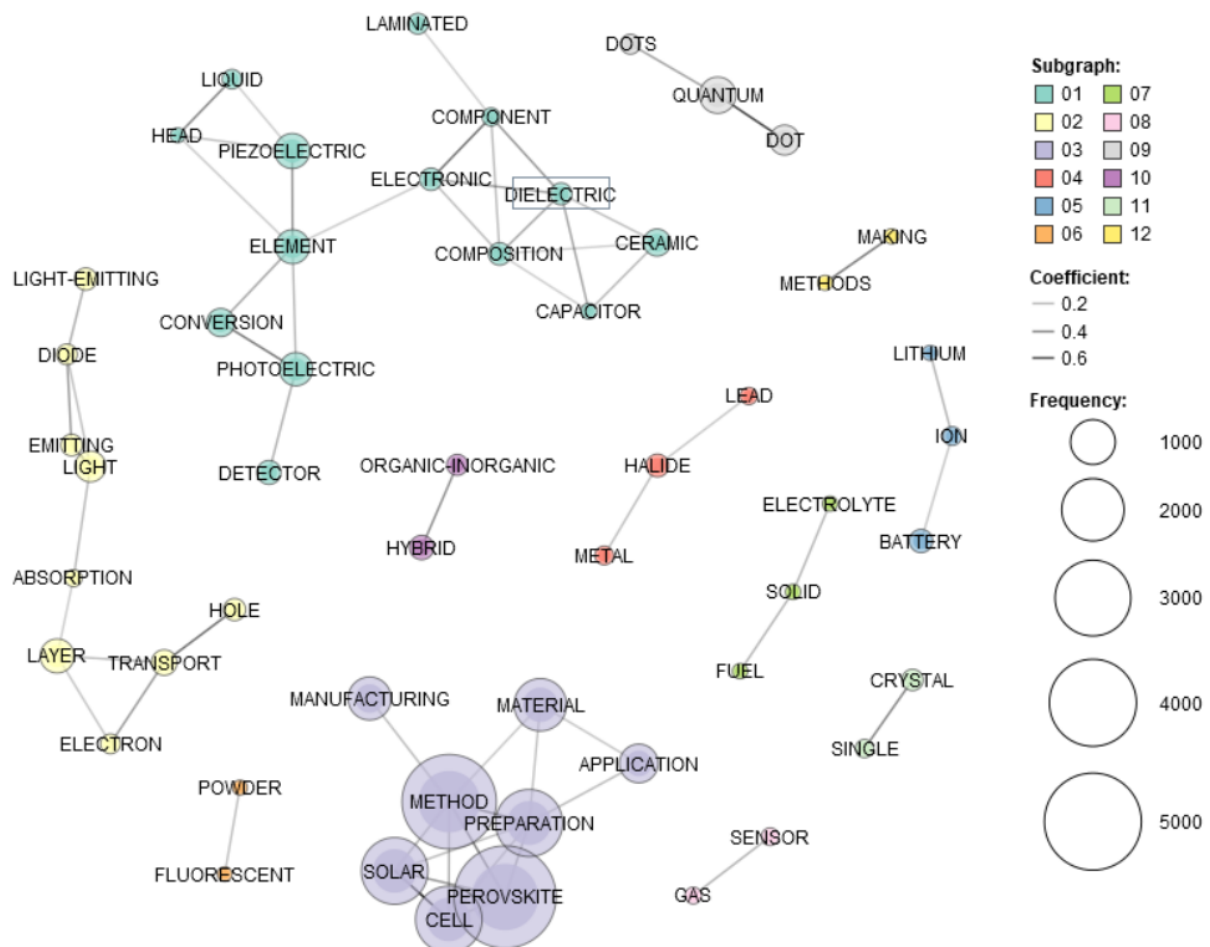 LAMINATED
DOTS
LIQUID
QUANTUM
COMPONENT
HEAD
DOT
PIEZOELECTRIC
ELECTRONIC
DIELECTRIC
ELEMENT
COMPOSITION
CERAMIC
MAKING
LIGHT-EMITTING
METHODS
CAPACITOR
CONVERSION
DIODE
LITHIUM
PHOTOELECTRIC
LEAD
EMITTING
ION
LIGHT
DETECTOR
ORGANIC-INORGANIC
HALIDE
ELECTROLYTE
HYBRID
METAL
BATTERY
ABSORPTION
SOLID
HOLE
LAYER
TRANSPORT
FUEL
CRYSTAL
MANUFACTURING
MATERIAL
ELECTRON
SINGLE
APPLICATION
POWDER
METHOD
PREPARATION
SENSOR
FLUORESCENT
SOLAR
PEROVSKITE
GAS
CELL
Subgraph:
01 07
02 08
03 09
04 10
05 11
06 12
Coefficient:
0.2
0.4
0.6
Frequency:
1000
2000
3000
4000
5000